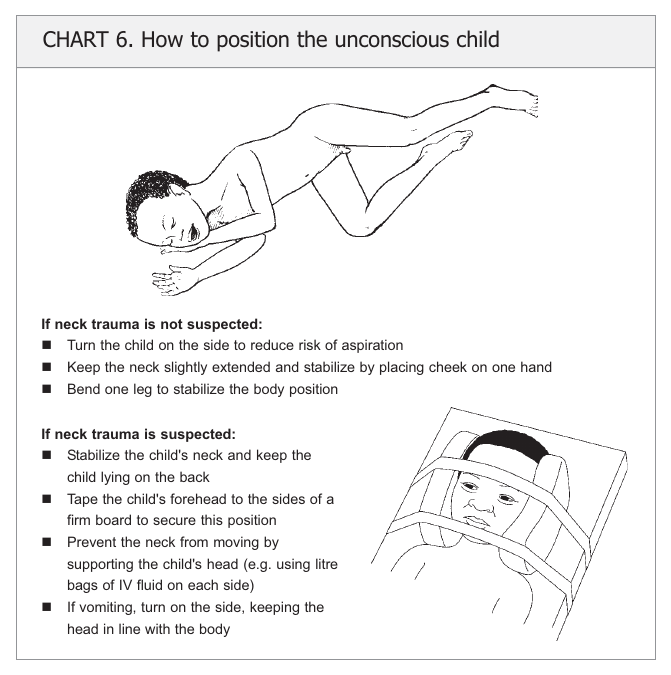 CHART 6. How to position the unconscious child
If neck trauma is not suspected:
■ Turn the child on the side to reduce risk of aspiration
■ Keep the neck slightly extended and stabilize by placing cheek on one hand
■ Bend one leg to stabilize the body position
If neck trauma is suspected:
■ Stabilize the child's neck and keep the
child lying on the back
■ Tape the child's forehead to the sides of a
firm board to secure this position
■ Prevent the neck from moving by
supporting the child's head (e.g. using litre
bags of IV fluid on each side)
■ If vomiting, turn on the side, keeping the
head in line with the body